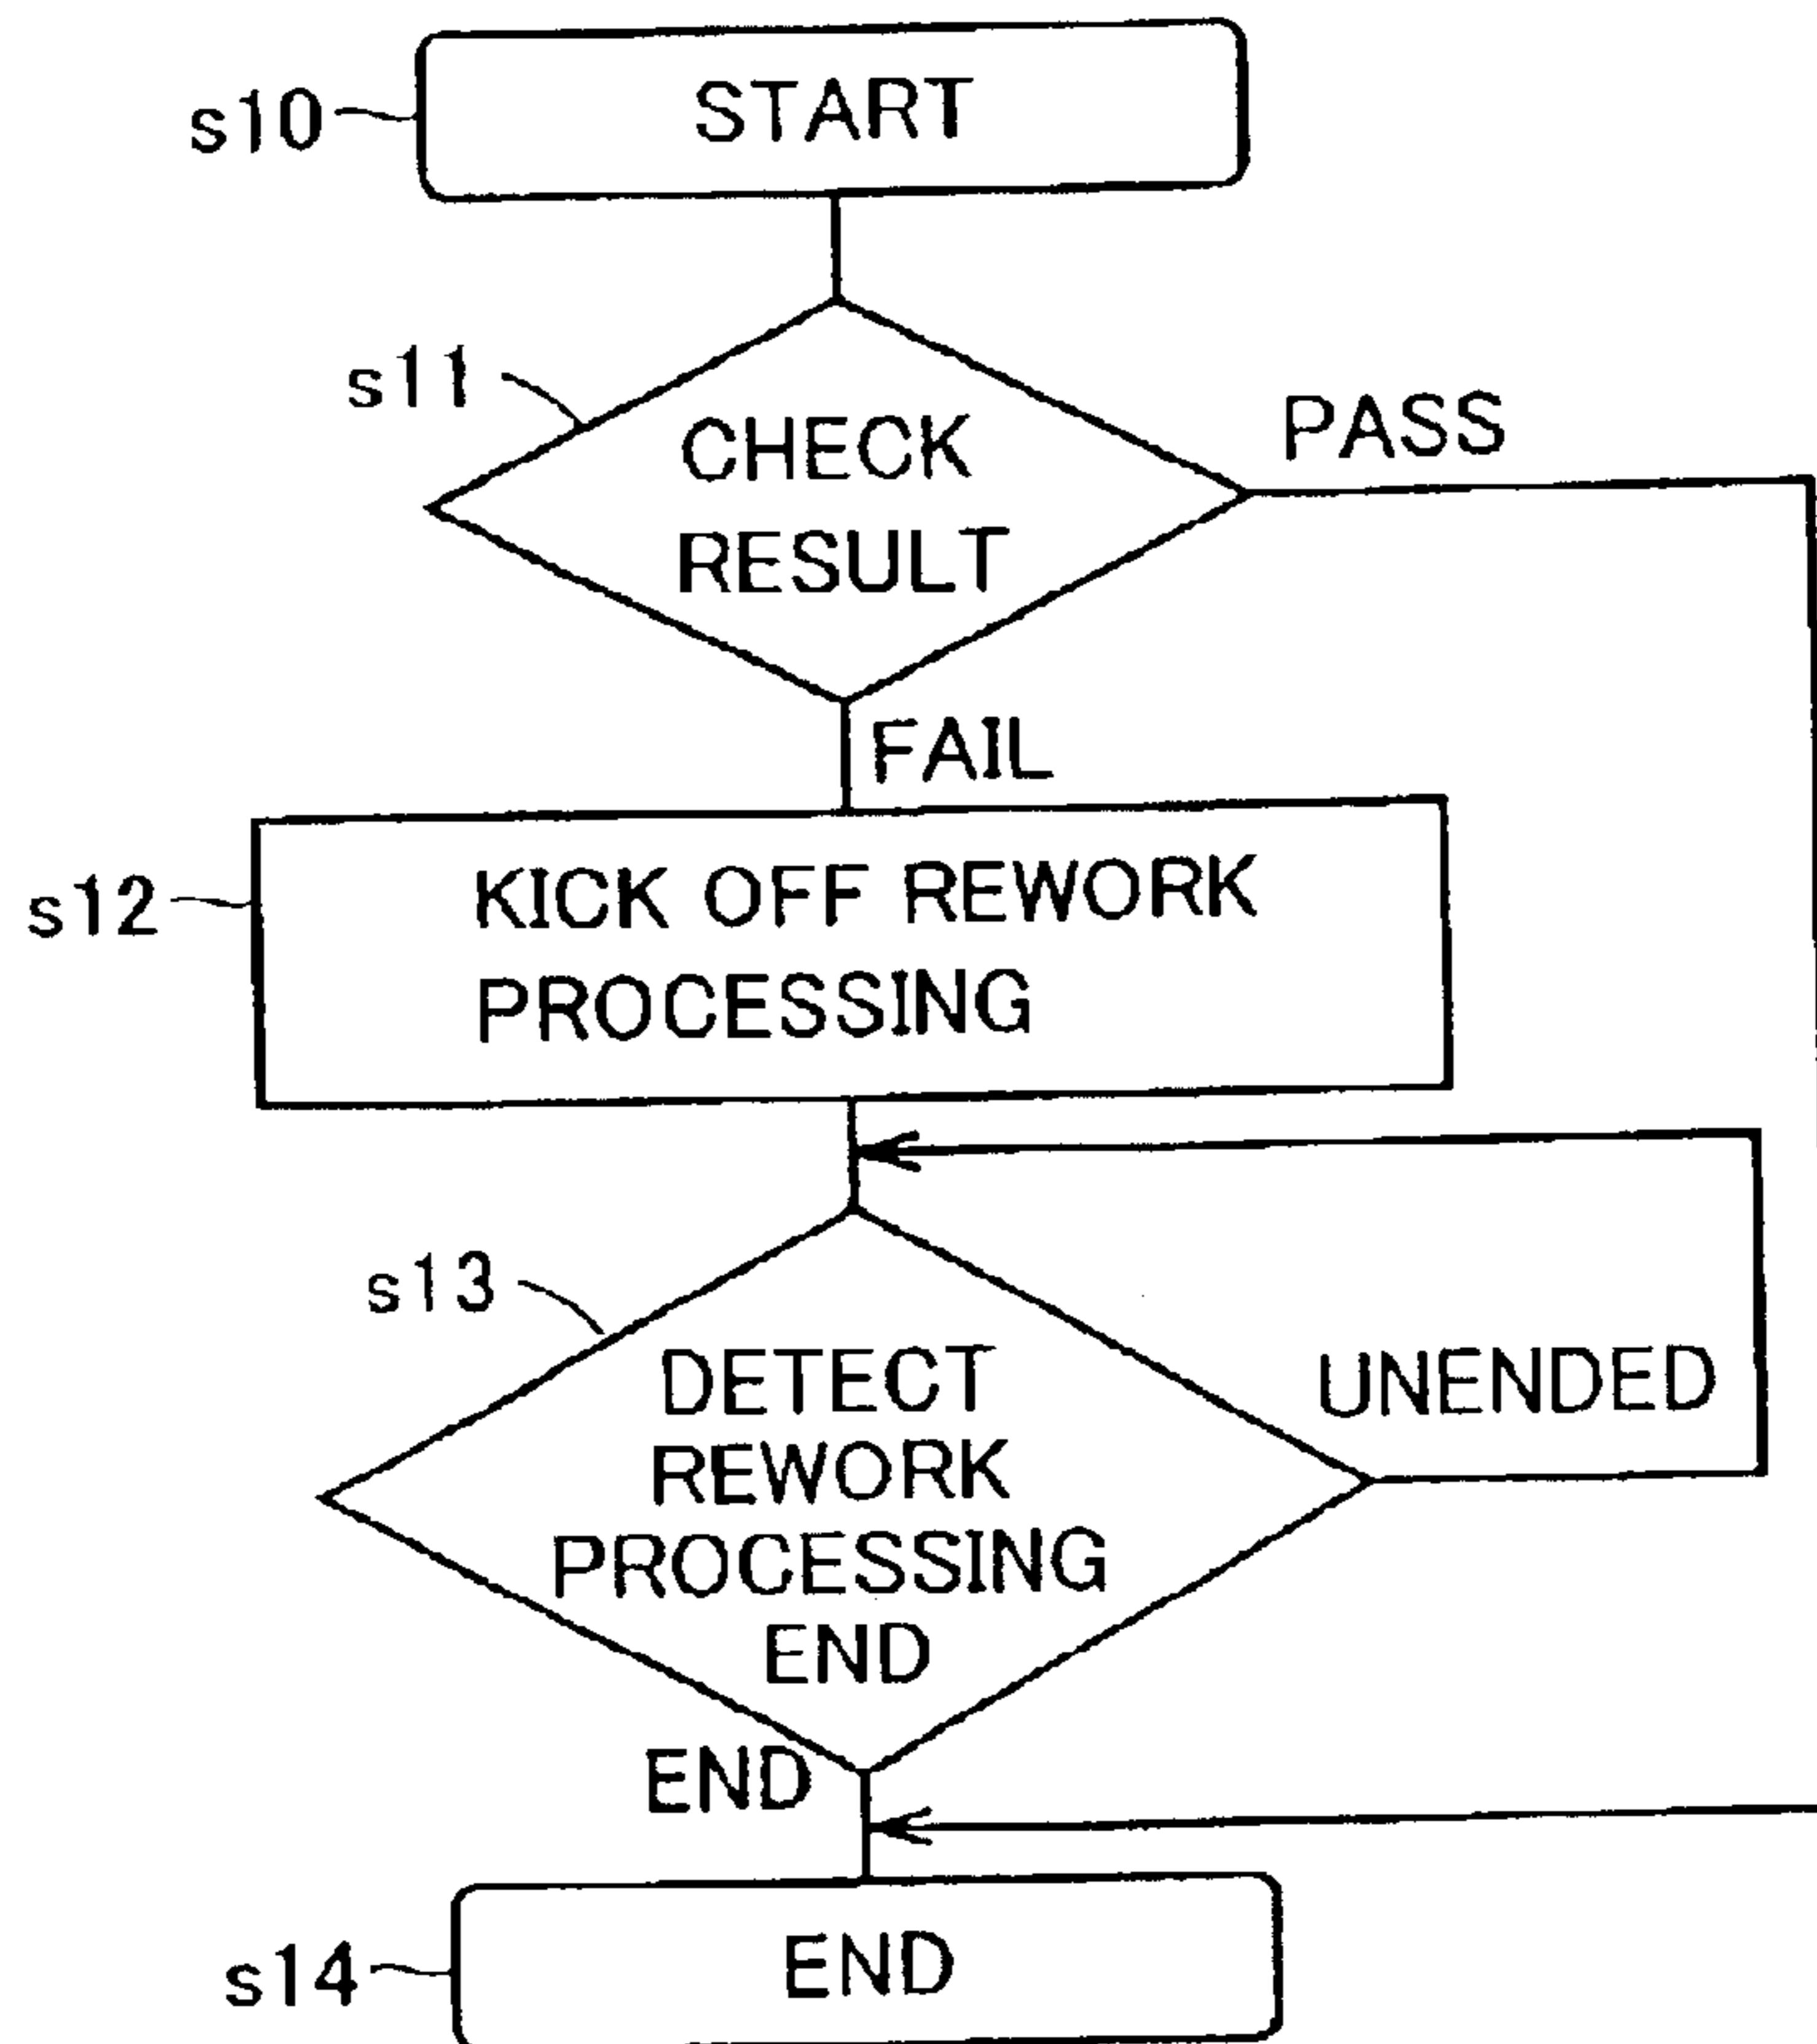 s10
START
s11
CHECK
RESULT
PASS
FAIL
s12
KICK OFF REWORK
PROCESSING
s13
DETECT
REWORK
PROCESSING
END
UNENDED
END
s14
END